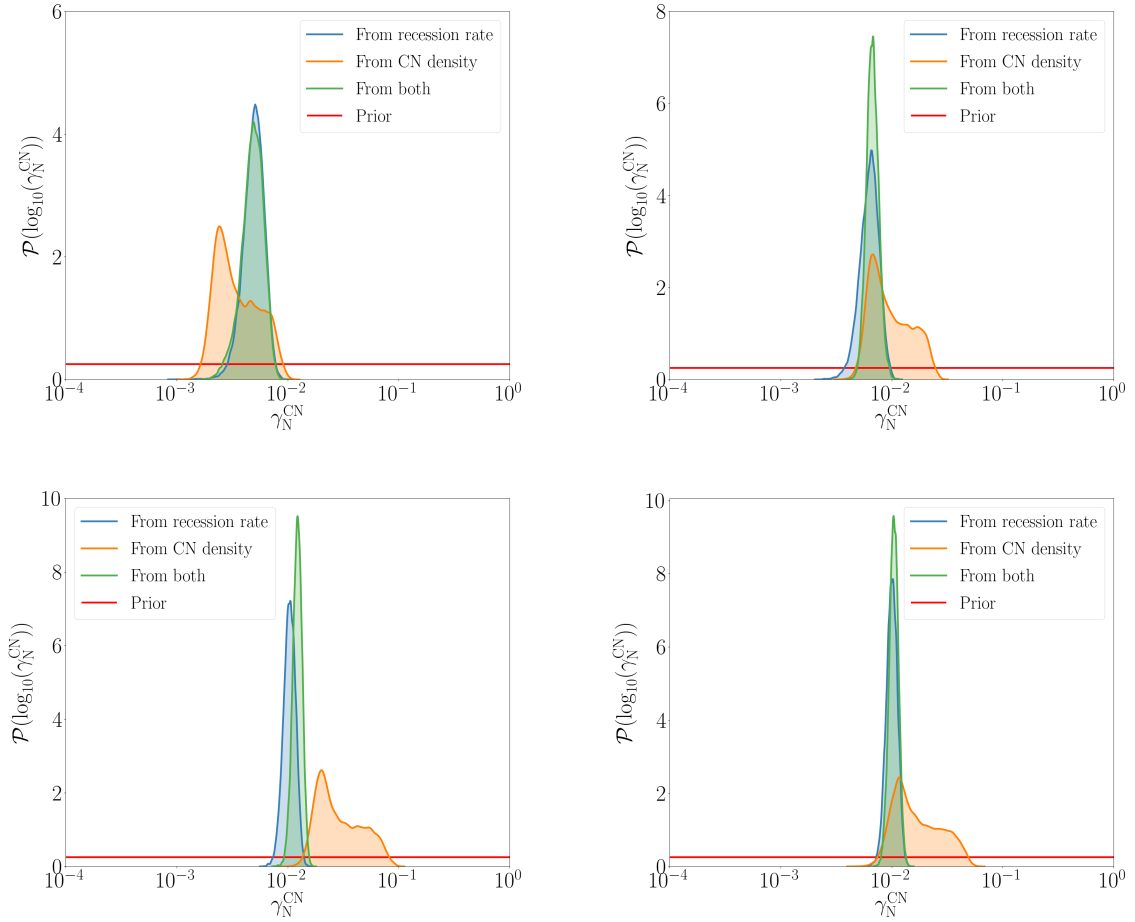 6
4
2
0
10⁻⁴
10⁻³
10⁻²
10⁻¹
10⁰
𝒫(log₁₀(γ_N^CN))
γ_N^CN
From recession rate
From CN density
From both
Prior
8
6
4
2
0
10⁻⁴
10⁻³
10⁻²
10⁻¹
10⁰
𝒫(log₁₀(γ_N^CN))
γ_N^CN
From recession rate
From CN density
From both
Prior
10
8
6
4
2
0
10⁻⁴
10⁻³
10⁻²
10⁻¹
10⁰
𝒫(log₁₀(γ_N^CN))
γ_N^CN
From recession rate
From CN density
From both
Prior
10
8
6
4
2
0
10⁻⁴
10⁻³
10⁻²
10⁻¹
10⁰
𝒫(log₁₀(γ_N^CN))
γ_N^CN
From recession rate
From CN density
From both
Prior